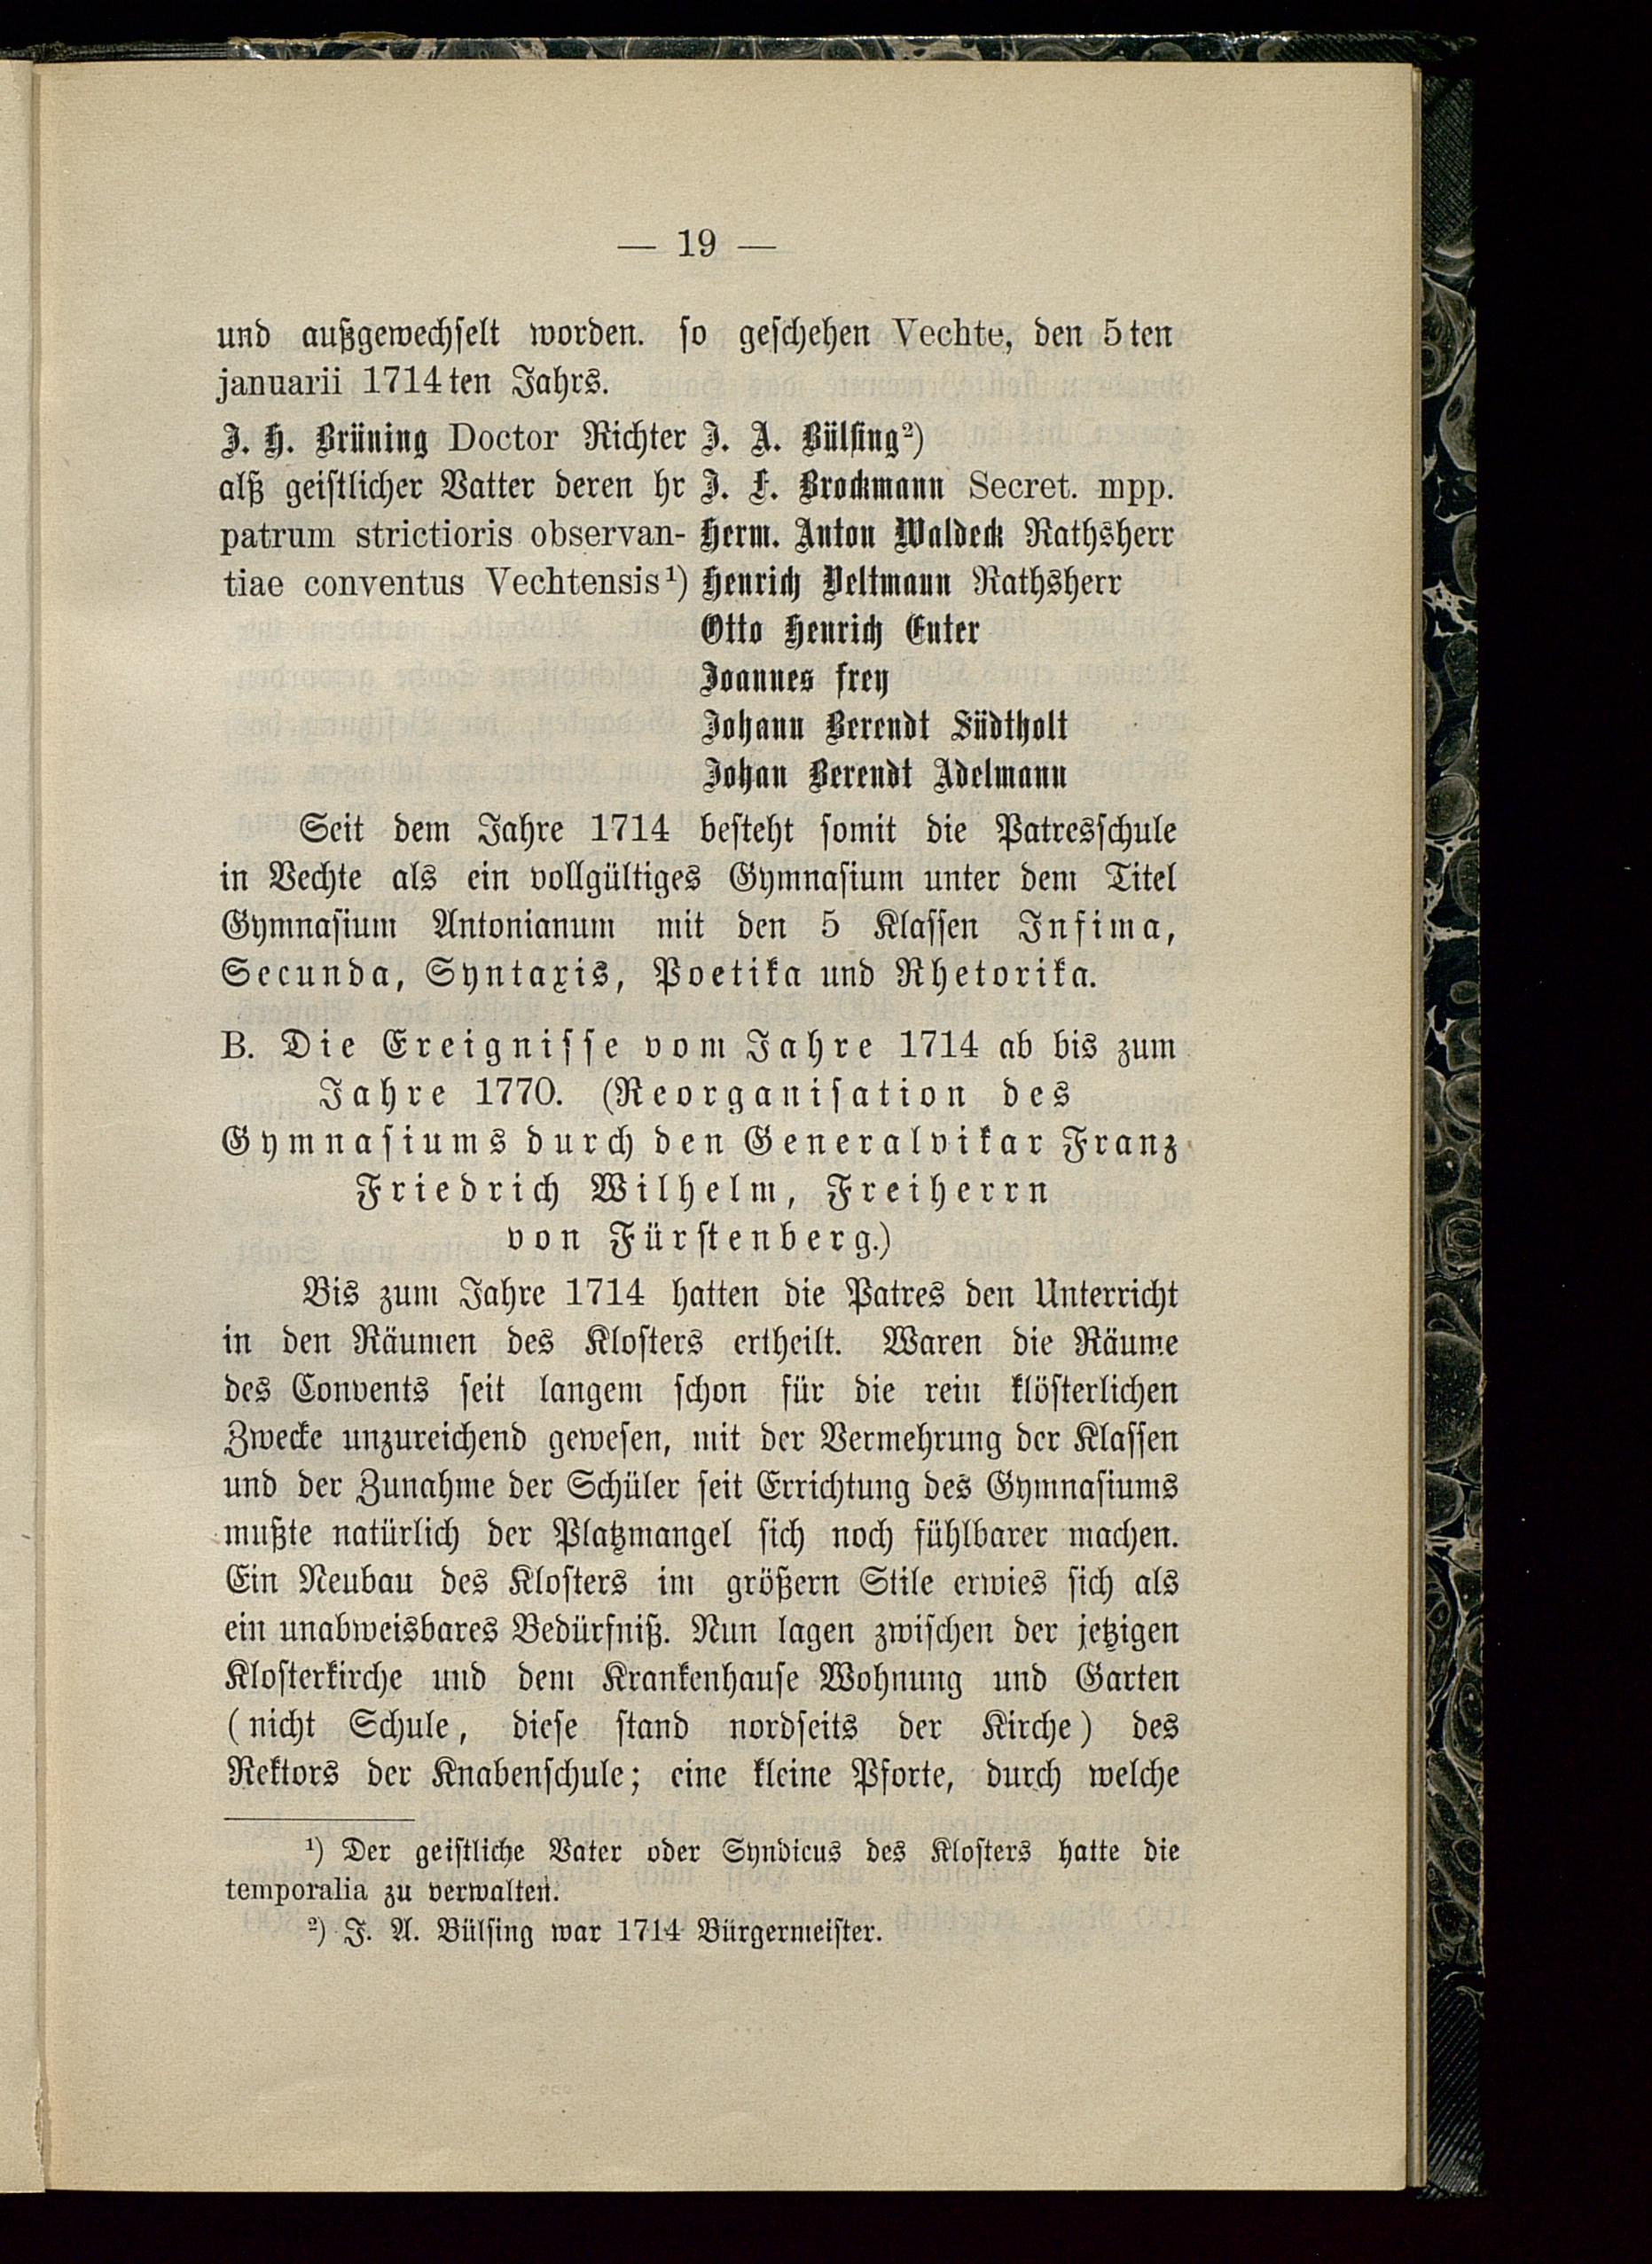 — 19 —
und außgewechselt worden. so geschehen Vechte, den 5ten
januarii 1714ten Jahrs.
J. H. Brüning Doctor Richter J. A. Bülsing²)
alß geistlicher Vatter deren hr J. L. Brockmann Secret. mpp.
patrum strictioris observan- Herm. Anton Waldeck Rathsherr
tiae conventus Vechtensis¹) Henrich Veltmann Rathsherr
Otto Henrich Enter
Joannes frey
Johann Berendt Südtholt
Johan Berendt Adelmann
Seit dem Jahre 1714 besteht somit die Patresschule
in Vechte als ein vollgültiges Gymnasium unter dem Titel
Gymnasium Antonianum mit den 5 Klassen Infima,
Secunda, Syntaxis, Poetika und Rhetorika.
B. Die Ereignisse vom Jahre 1714 ab bis zum
Jahre 1770. (Reorganisation des
Gymnasiums durch den Generalvikar Franz
Friedrich Wilhelm, Freiherrn
von Fürstenberg.)
Bis zum Jahre 1714 hatten die Patres den Unterricht
in den Räumen des Klosters ertheilt. Waren die Räume
des Convents seit langem schon für die rein klösterlichen
Zwecke unzureichend gewesen, mit der Vermehrung der Klassen
und der Zunahme der Schüler seit Errichtung des Gymnasiums
mußte natürlich der Platzmangel sich noch fühlbarer machen.
Ein Neubau des Klosters im größern Stile erwies sich als
ein unabweisbares Bedürfniß. Nun lagen zwischen der jetzigen
Klosterkirche und dem Krankenhause Wohnung und Garten
(nicht Schule, diese stand nordseits der Kirche) des
Rektors der Knabenschule; eine kleine Pforte, durch welche
¹) Der geistliche Vater oder Syndicus des Klosters hatte die
temporalia zu verwalten.
²) J. A. Bülsing war 1714 Bürgermeister.